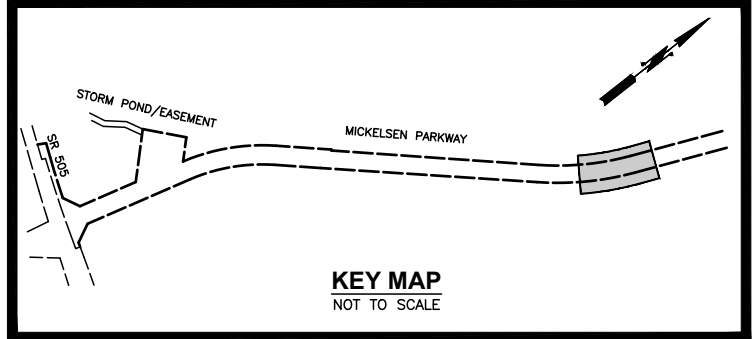 STORM POND/EASEMENT
MICKELSEN PARKWAY
SR 505
KEY MAP
NOT TO SCALE